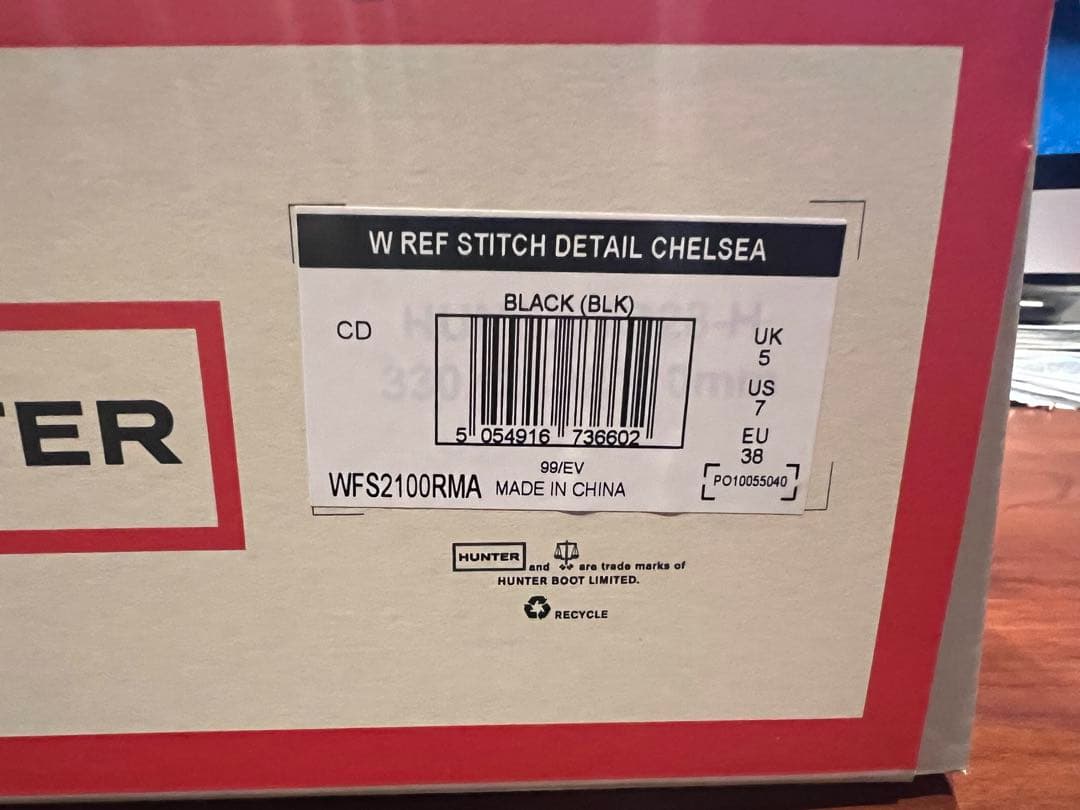 W REF STITCH DETAIL CHELSEA
BLACK (BLK)
CD
UK
5
US
7
EU
38
5 054916 736602
99/EV
WFS2100RMA MADE IN CHINA
PO10055040
TER
HUNTER and are trade marks of
HUNTER BOOT LIMITED.
RECYCLE